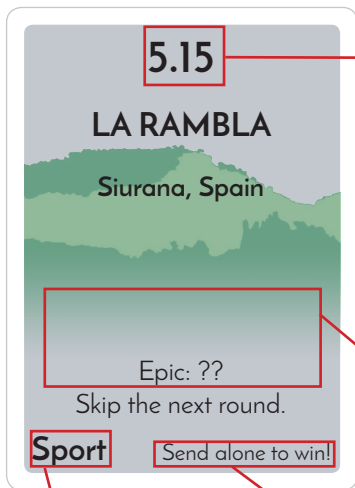 5.15
LA RAMBLA
Siurana, Spain
Epic: ??
Skip the next round.
Sport
Send alone to win!